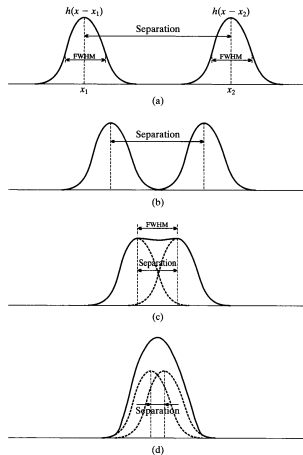 h(x − x₁) h(x − x₂)
Separation
FWHM FWHM
x₁ x₂
(a)
Separation
(b)
FWHM
Separation
(c)
Separation
(d)